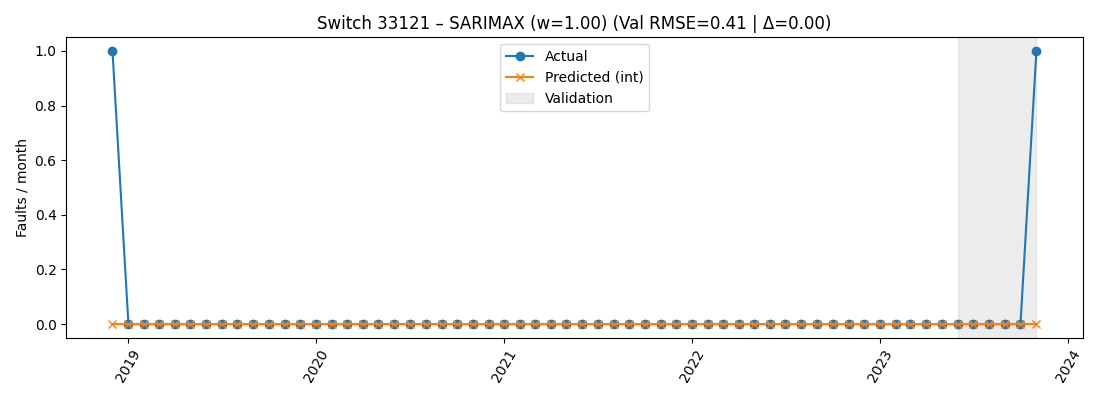 Switch 33121 – SARIMAX (w=1.00) (Val RMSE=0.41 | Δ=0.00)
Actual
Predicted (int)
Validation
Faults / month
1.0
0.8
0.6
0.4
0.2
0.0
2019
2020
2021
2022
2023
2024